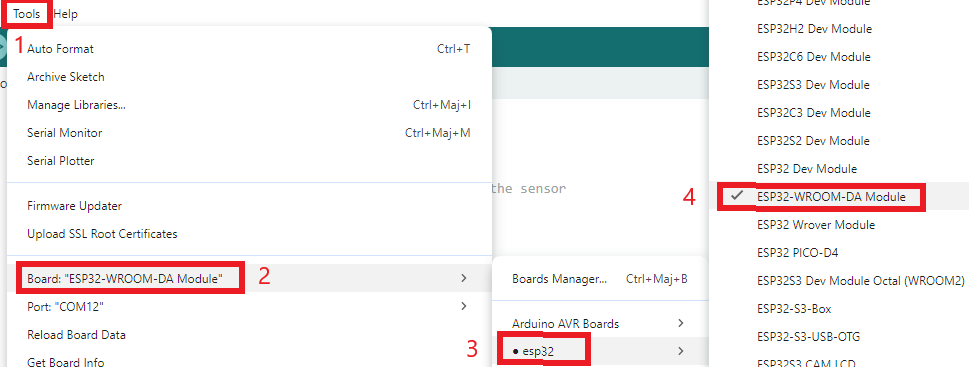 Tools Help
1
Auto Format Ctrl+T
Archive Sketch
Manage Libraries... Ctrl+Maj+I
Serial Monitor Ctrl+Maj+M
Serial Plotter
Firmware Updater
Upload SSL Root Certificates
Board: "ESP32-WROOM-DA Module"
2
Port: "COM12"
Reload Board Data
Get Board Info
the sensor
Boards Manager... Ctrl+Maj+B
Arduino AVR Boards
3
● esp32
ESP32P4 Dev Module
ESP32H2 Dev Module
ESP32C6 Dev Module
ESP32S3 Dev Module
ESP32C3 Dev Module
ESP32S2 Dev Module
ESP32 Dev Module
4
✓ ESP32-WROOM-DA Module
ESP32 Wrover Module
ESP32 PICO-D4
ESP32S3 Dev Module Octal (WROOM2)
ESP32-S3-Box
ESP32-S3-USB-OTG
ESP32S3 CAM LCD